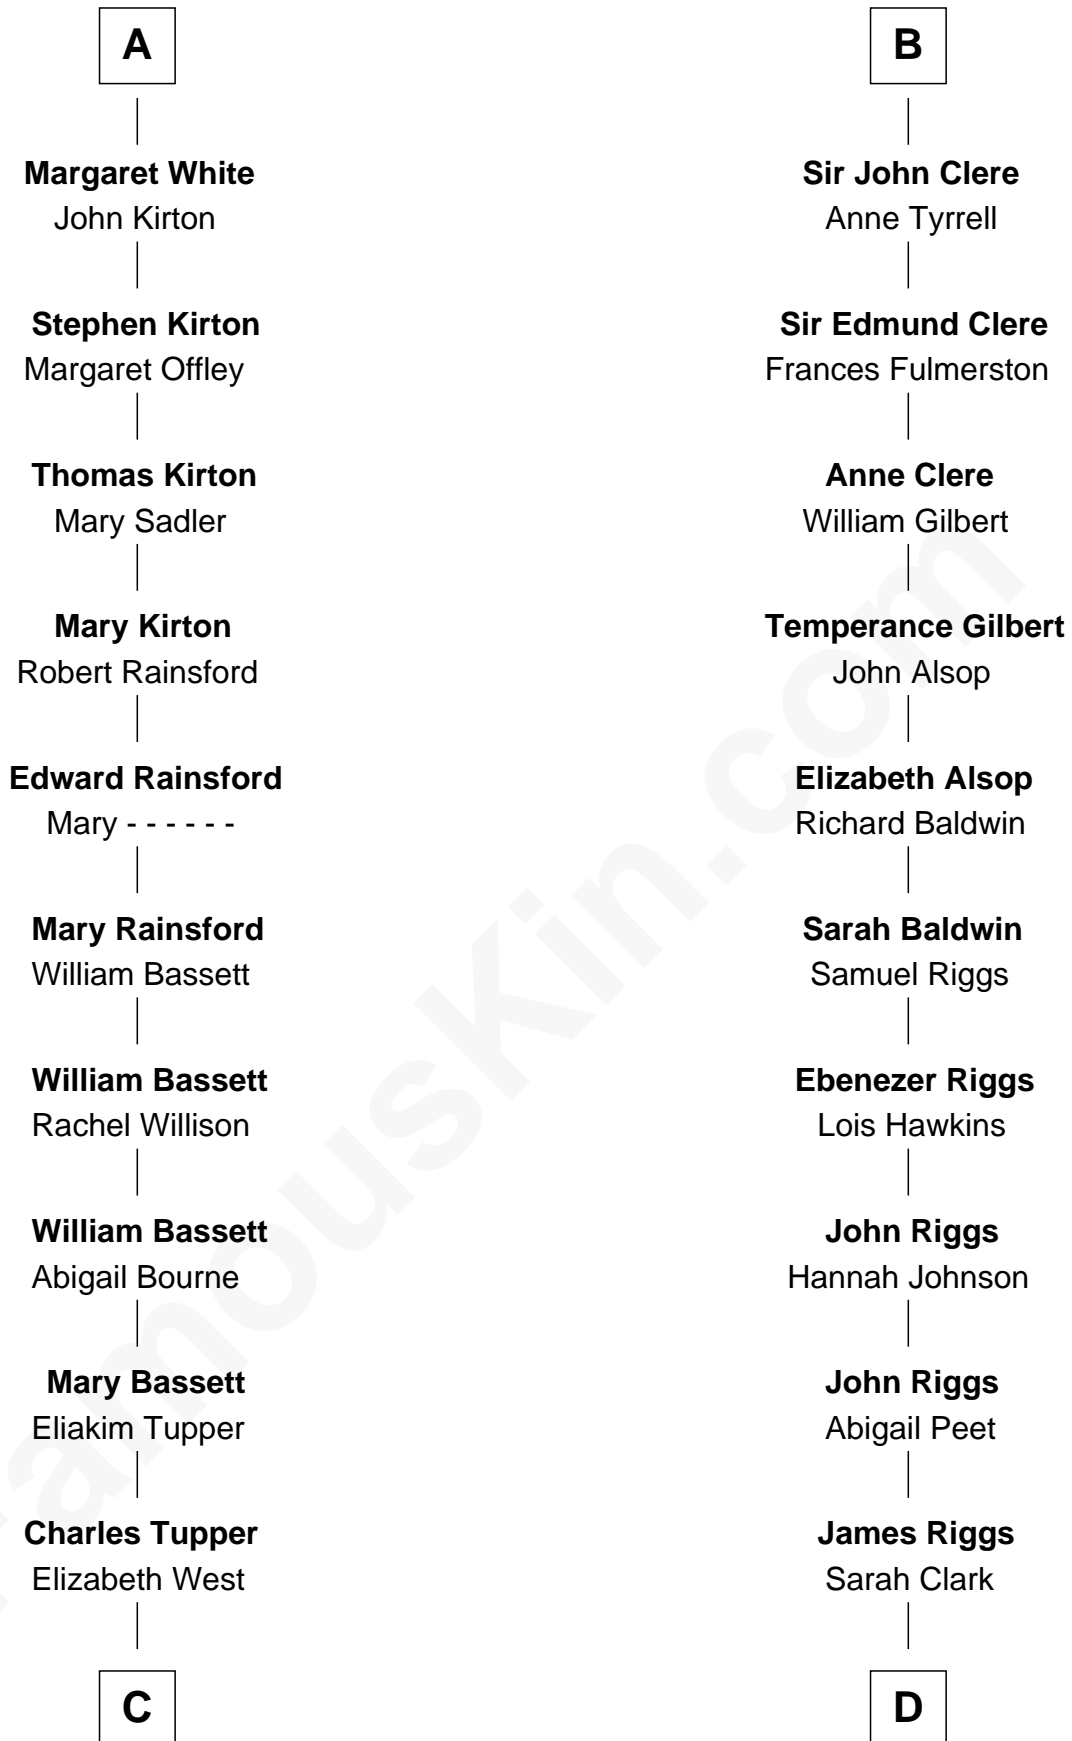 A
Margaret White
John Kirton
Stephen Kirton
Margaret Offley
Thomas Kirton
Mary Sadler
Mary Kirton
Robert Rainsford
Edward Rainsford
Mary - - - - - -
Mary Rainsford
William Bassett
William Bassett
Rachel Willison
William Bassett
Abigail Bourne
Mary Bassett
Eliakim Tupper
Charles Tupper
Elizabeth West
C
B
Sir John Clere
Anne Tyrrell
Sir Edmund Clere
Frances Fulmerston
Anne Clere
William Gilbert
Temperance Gilbert
John Alsop
Elizabeth Alsop
Richard Baldwin
Sarah Baldwin
Samuel Riggs
Ebenezer Riggs
Lois Hawkins
John Riggs
Hannah Johnson
John Riggs
Abigail Peet
James Riggs
Sarah Clark
D
FamousKin.com